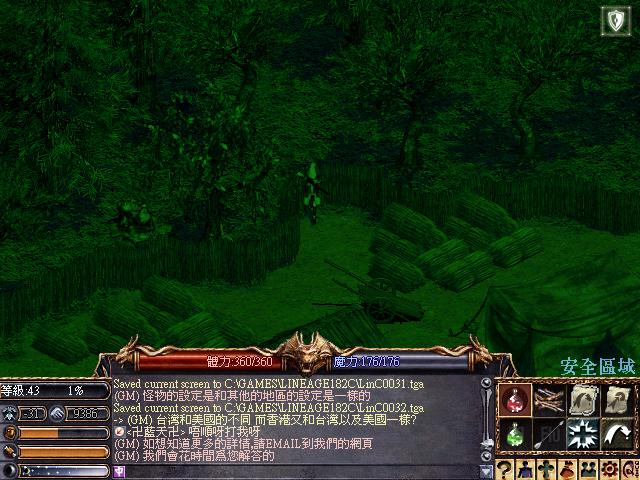 體力:360/360
魔力:176/176
安全區域
等級:43 1%
-31 9386
Saved current screen to C:\GAMES\LINEAGE182C\LinC0031.tga
(GM) 怪物的設定是和其他的地區的設定是一樣的
Saved current screen to C:\GAMES\LINEAGE182C\LinC0032.tga
-> (GM) 台灣和美國的不同 而香港又和台灣以及美國一樣?
<卍藍天卍> 唔順呀打我呀
(GM) 如想知道更多的詳情,請EMAIL到我們的網頁
(GM) 我們會花時間為您解答的